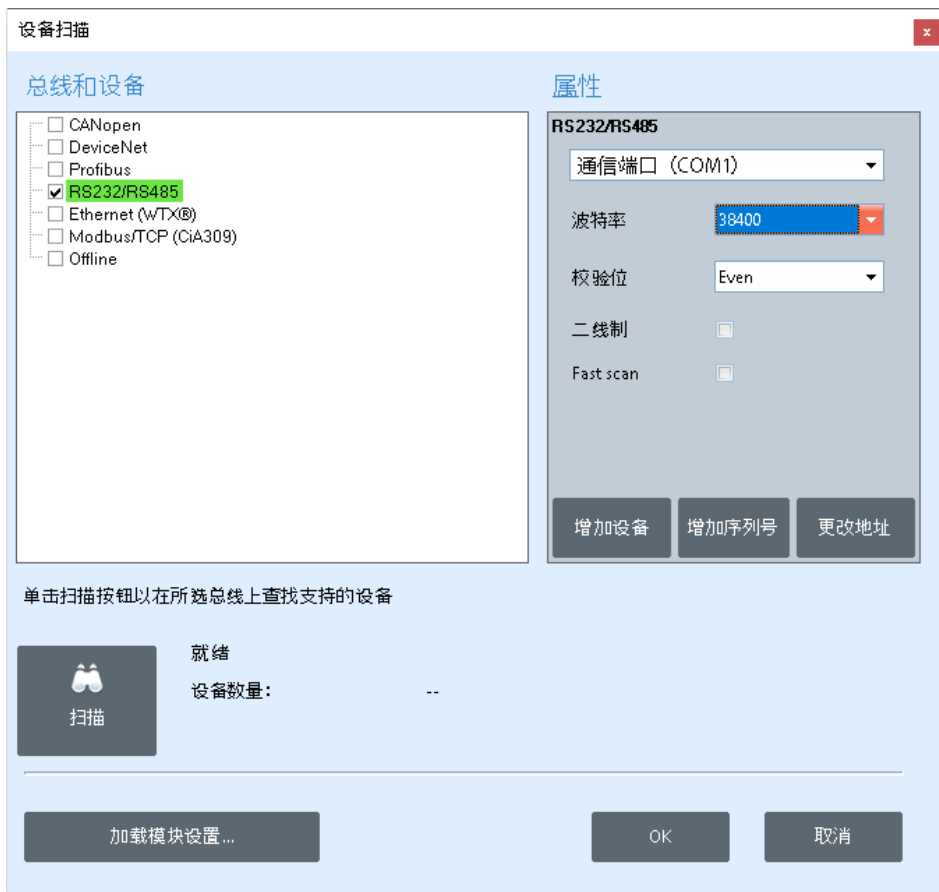 设备扫描
x
总线和设备
CANopen
DeviceNet
Profibus
RS232/RS485
Ethernet (WTX®)
Modbus/TCP (CiA309)
Offline
属性
RS232/RS485
通信端口 (COM1)
波特率 38400
校验位 Even
二线制
Fast scan
增加设备 增加序列号 更改地址
单击扫描按钮以在所选总线上查找支持的设备
扫描
就绪
设备数量: --
加载模块设置... OK 取消